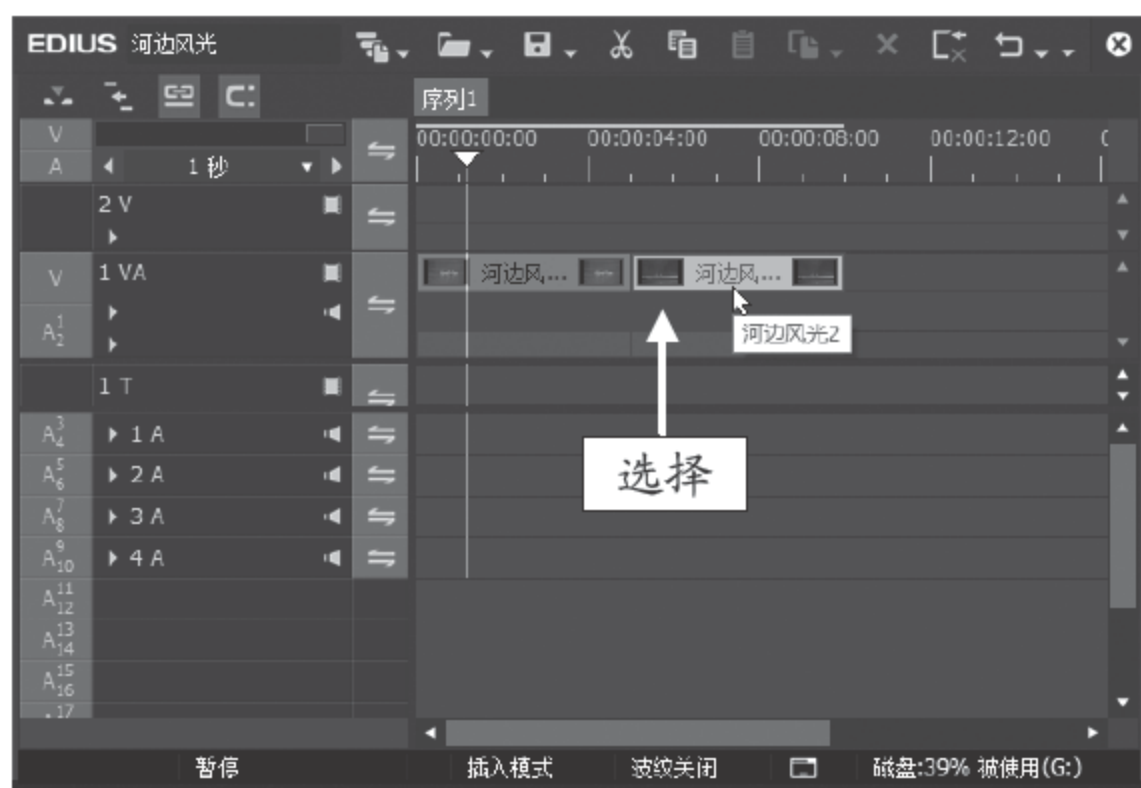 EDIUS 河边风光
序列1
V
A
1 秒
00:00:00:00 00:00:04:00 00:00:08:00 00:00:12:00
2 V
V
1 VA
河边风... 河边风...
A1 2
河边风光2
1 T
A3 4 1 A
选择
A5 6 2 A
A7 8 3 A
A9 10 4 A
A11 12
A13 14
A15 16
17
暂停 插入模式 波纹关闭 磁盘:39% 被使用(G:)